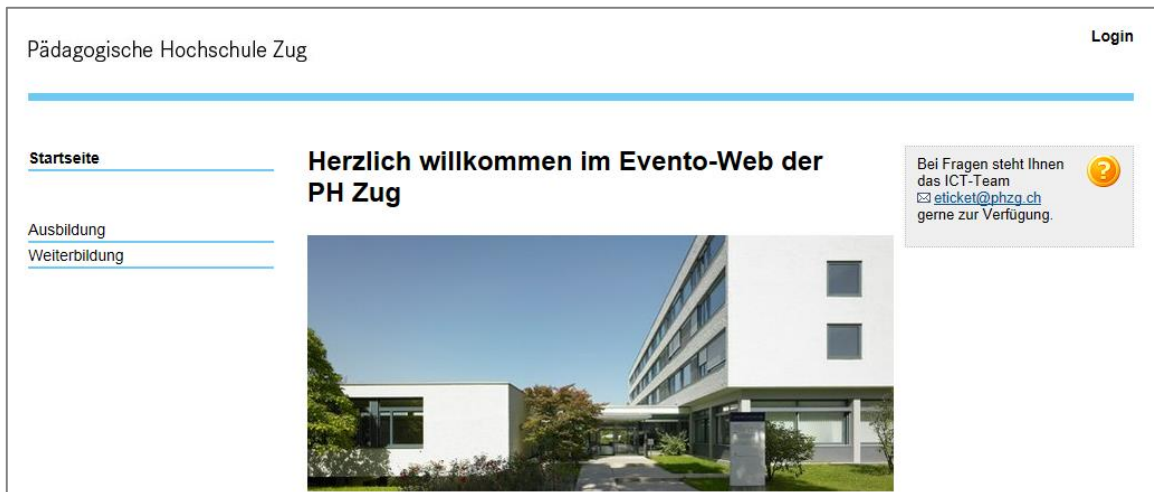 Pädagogische Hochschule Zug
Login
Startseite
Ausbildung
Weiterbildung
Herzlich willkommen im Evento-Web der
PH Zug
Bei Fragen steht Ihnen
das ICT-Team
eticket@phzg.ch
gerne zur Verfügung.
?